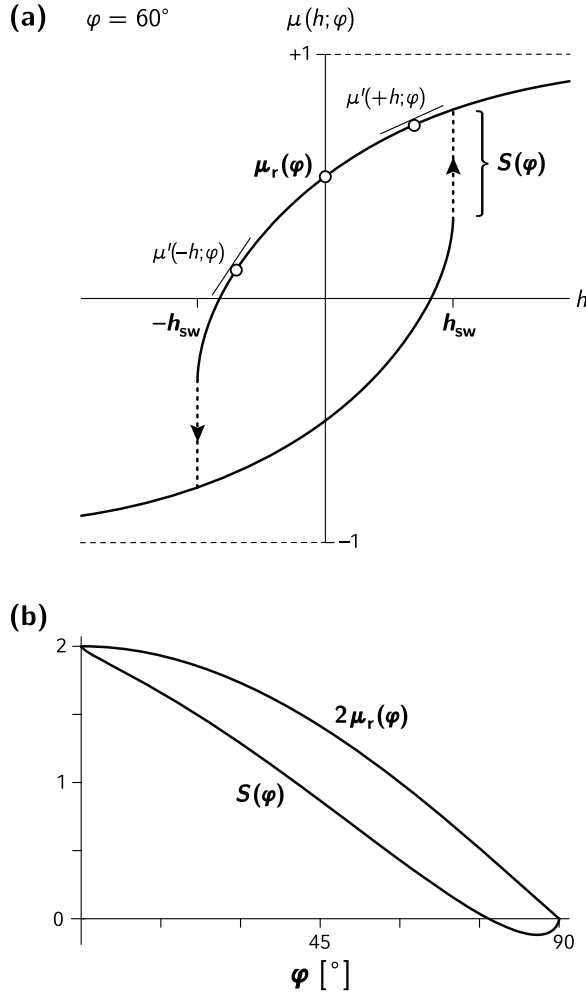 (a) φ = 60° μ(h;φ)
+1
μ'(+h;φ)
μr(φ) S(φ)
μ'(−h;φ)
h
−hsw hsw
−1
(b)
2
2μr(φ)
1
S(φ)
0
45 90
φ [°]